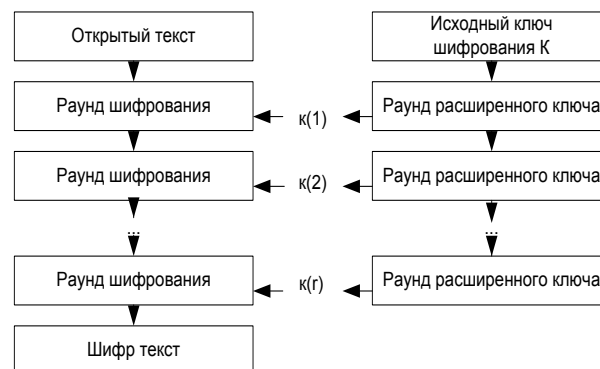 Открытый текст
Исходный ключ
шифрования К
Раунд шифрования
к(1)
Раунд расширенного ключа
Раунд шифрования
к(2)
Раунд расширенного ключа
...
...
Раунд шифрования
к(r)
Раунд расширенного ключа
Шифр текст